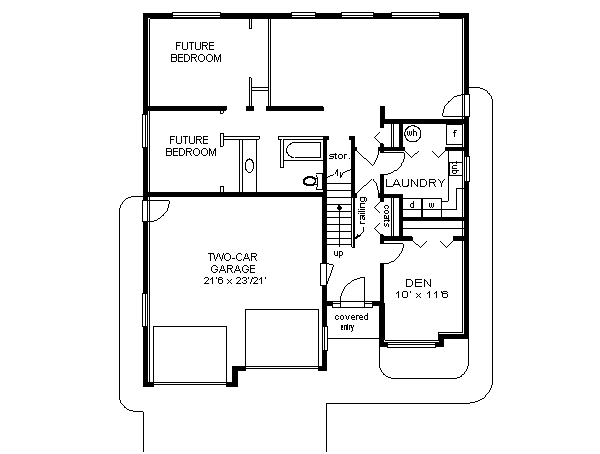 FUTURE
BEDROOM
FUTURE
BEDROOM
stor.
wh
f
LAUNDRY
tub
d
w
railing
coats
up
TWO-CAR
GARAGE
21'6 x 23'/21'
DEN
10' x 11'6
covered
entry